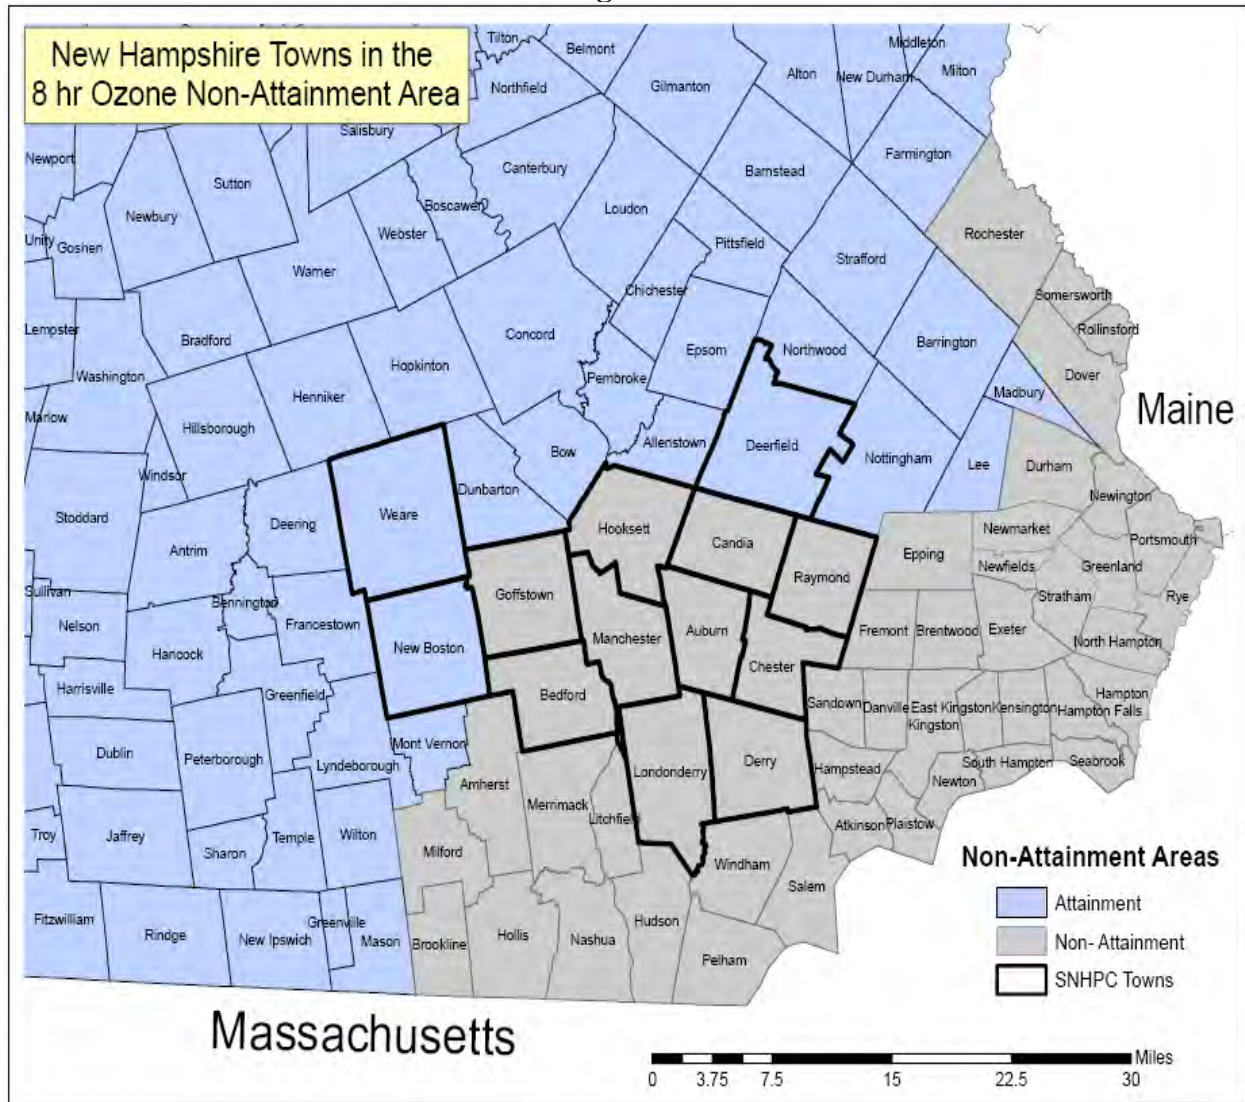 New Hampshire Towns in the
8 hr Ozone Non-Attainment Area
Tilton
Belmont
Middleton
Alton
New Durham
Milton
Northfield
Gilmanton
Salisbury
Newport
Canterbury
Barnstead
Farmington
Sutton
Boscawen
Loudon
Newbury
Webster
Rochester
Unity
Goshen
Pittsfield
Strafford
Warner
Chichester
Somersworth
Lempster
Concord
Rollinsford
Bradford
Epsom
Northwood
Barrington
Washington
Hopkinton
Pembroke
Dover
Henniker
Madbury
Maine
Marlow
Hillsborough
Allenstown
Deerfield
Bow
Nottingham
Lee
Durham
Windsor
Dunbarton
Newington
Stoddard
Weare
Deering
Hooksett
Newmarket
Portsmouth
Antrim
Candia
Epping
Raymond
Newfields
Greenland
Sullivan
Bennington
Goffstown
Stratham
Rye
Nelson
Francestown
Manchester
Auburn
Fremont
Brentwood
Exeter
North Hampton
Hancock
New Boston
Chester
Harrisville
Greenfield
Bedford
Sandown
Danville
East Kingston
Kingston
Kensington
Hampton
Hampton Falls
Dublin
Peterborough
Mont Vernon
Lyndeborough
Amherst
Londonderry
Derry
Hampstead
South Hampton
Seabrook
Newton
Merrimack
Litchfield
Troy
Jaffrey
Temple
Wilton
Atkinson
Plaistow
Sharon
Milford
Windham
Salem
Non-Attainment Areas
Attainment
Fitzwilliam
Rindge
New Ipswich
Greenville
Mason
Brookline
Hollis
Nashua
Hudson
Non- Attainment
Pelham
SNHPC Towns
Massachusetts
Miles
0 3.75 7.5 15 22.5 30